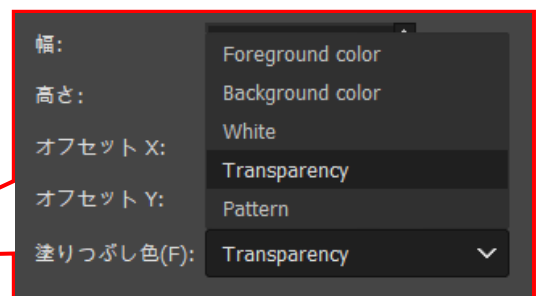 幅:
Foreground color
高さ:
Background color
White
オフセット X:
Transparency
オフセット Y:
Pattern
塗りつぶし色(F):
Transparency